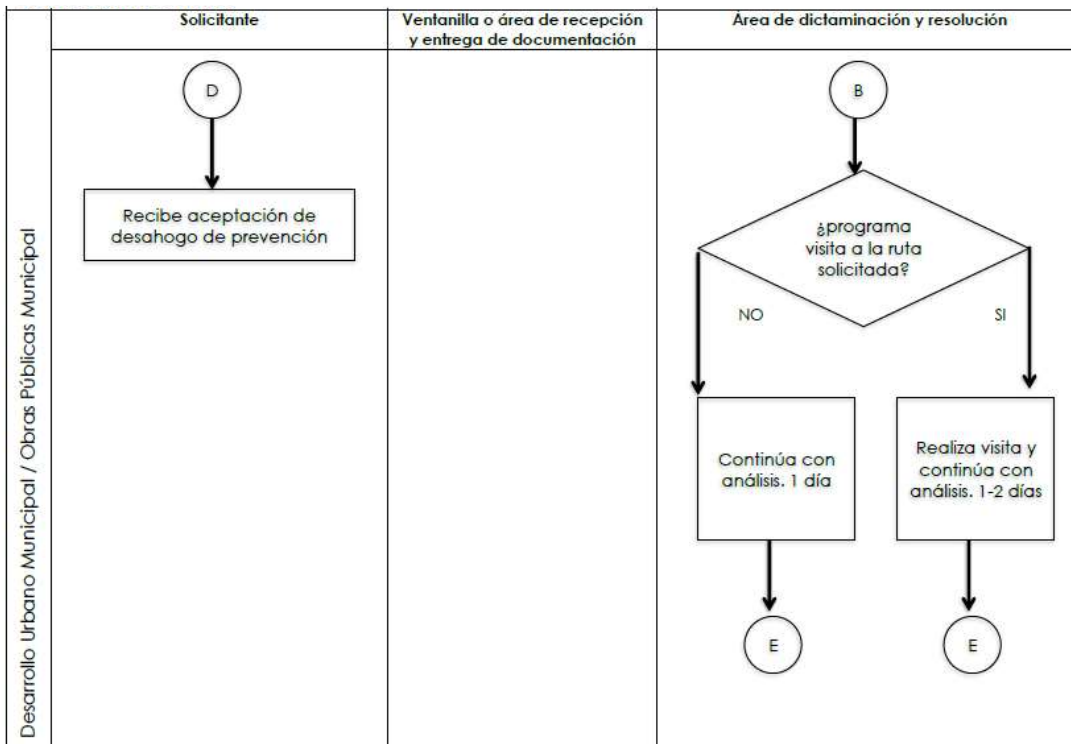 Solicitante
Ventanilla o área de recepción
y entrega de documentación
Área de dictaminación y resolución
Desarrollo Urbano Municipal / Obras Públicas Municipal
D
Recibe aceptación de
desahogo de prevención
B
¿programa
visita a la ruta
solicitada?
NO
SI
Continúa con
análisis. 1 día
Realiza visita y
continúa con
análisis. 1-2 días
E
E